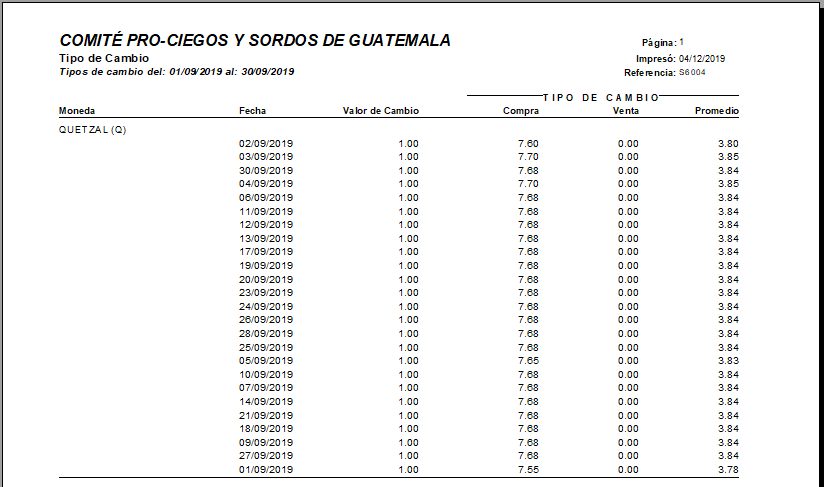 COMITÉ PRO-CIEGOS Y SORDOS DE GUATEMALA
Página: 1
Tipo de Cambio
Impresó: 04/12/2019
Tipos de cambio del: 01/09/2019 al: 30/09/2019
Referencia: S6004
TIPO DE CAMBIO
Moneda Fecha Valor de Cambio Compra Venta Promedio
QUETZAL (Q)
02/09/2019 1.00 7.60 0.00 3.80
03/09/2019 1.00 7.70 0.00 3.85
30/09/2019 1.00 7.68 0.00 3.84
04/09/2019 1.00 7.70 0.00 3.85
06/09/2019 1.00 7.68 0.00 3.84
11/09/2019 1.00 7.68 0.00 3.84
12/09/2019 1.00 7.68 0.00 3.84
13/09/2019 1.00 7.68 0.00 3.84
17/09/2019 1.00 7.68 0.00 3.84
19/09/2019 1.00 7.68 0.00 3.84
20/09/2019 1.00 7.68 0.00 3.84
23/09/2019 1.00 7.68 0.00 3.84
24/09/2019 1.00 7.68 0.00 3.84
26/09/2019 1.00 7.68 0.00 3.84
28/09/2019 1.00 7.68 0.00 3.84
25/09/2019 1.00 7.68 0.00 3.84
05/09/2019 1.00 7.65 0.00 3.83
10/09/2019 1.00 7.68 0.00 3.84
07/09/2019 1.00 7.68 0.00 3.84
14/09/2019 1.00 7.68 0.00 3.84
21/09/2019 1.00 7.68 0.00 3.84
18/09/2019 1.00 7.68 0.00 3.84
09/09/2019 1.00 7.68 0.00 3.84
27/09/2019 1.00 7.68 0.00 3.84
01/09/2019 1.00 7.55 0.00 3.78